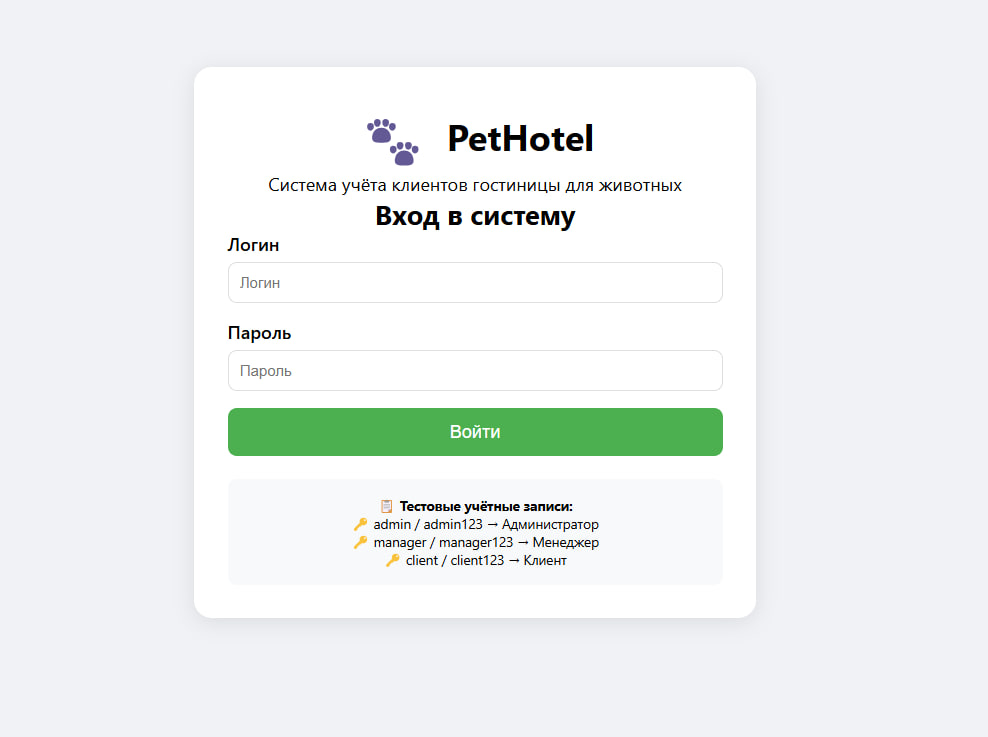 🐾 PetHotel
Система учёта клиентов гостиницы для животных
Вход в систему
Логин
Логин
Пароль
Пароль
Войти
📋 Тестовые учётные записи:
🔑 admin / admin123 → Администратор
🔑 manager / manager123 → Менеджер
🔑 client / client123 → Клиент